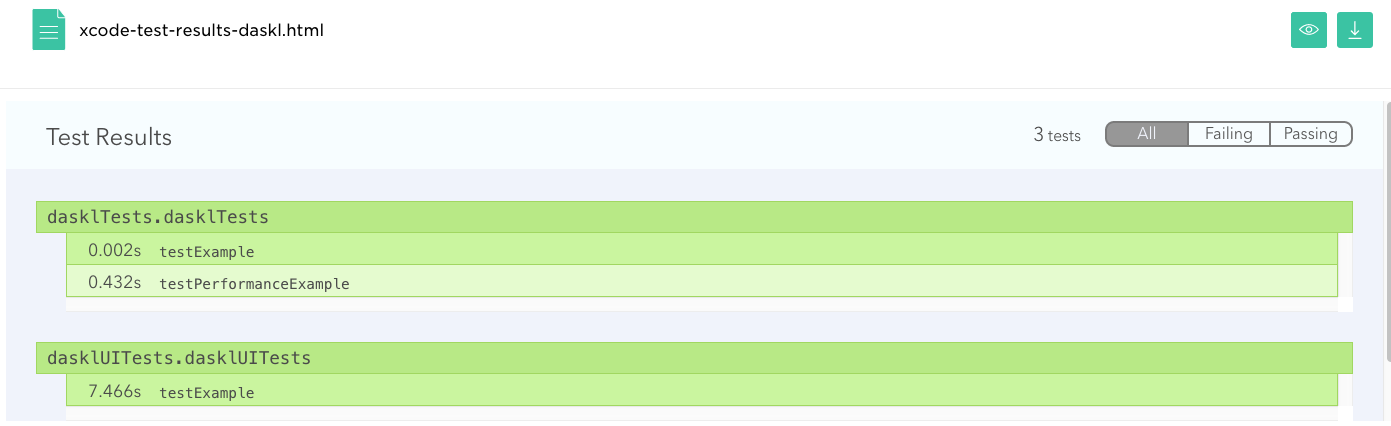 xcode-test-results-daskl.html
Test Results
3 tests All Failing Passing
dasklTests.dasklTests
0.002s testExample
0.432s testPerformanceExample
dasklUITests.dasklUITests
7.466s testExample